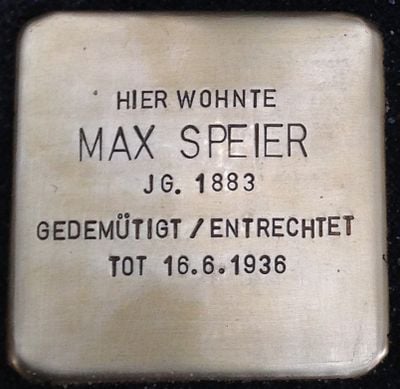 HIER WOHNTE
MAX SPEIER
JG. 1883
GEDEMÜTIGT / ENTRECHTET
TOT 16.6.1936